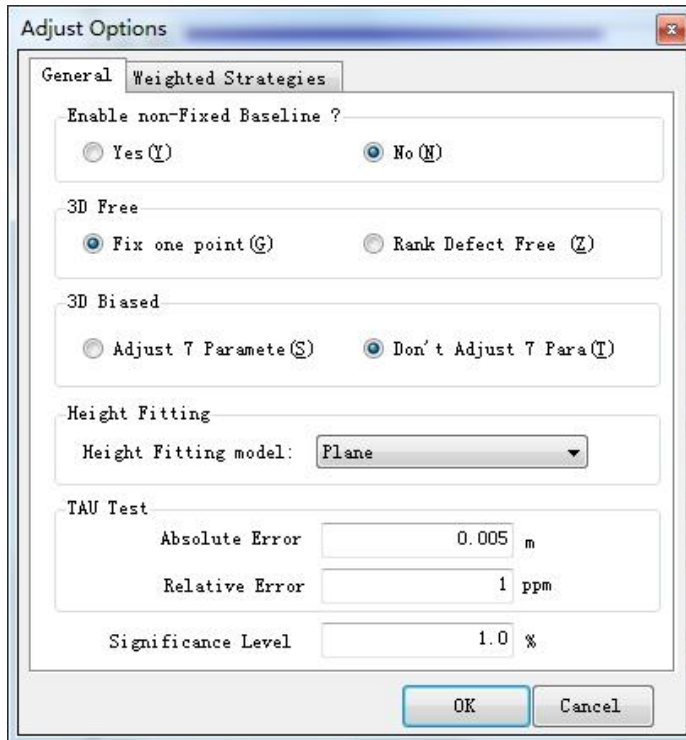 Adjust Options
General Weighted Strategies
Enable non-Fixed Baseline ?
Yes(Y) No(N)
3D Free
Fix one point(G) Rank Defect Free (Z)
3D Biased
Adjust 7 Paramete(S) Don't Adjust 7 Para(T)
Height Fitting
Height Fitting model: Plane
TAU Test
Absolute Error 0.005 m
Relative Error 1 ppm
Significance Level 1.0 %
OK Cancel